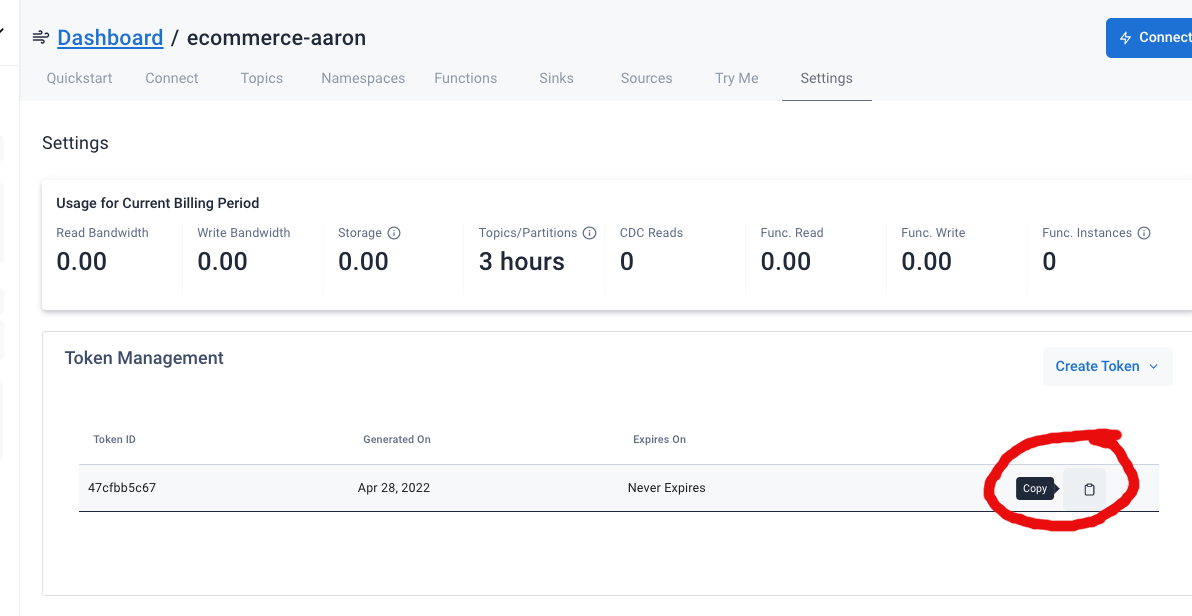 Dashboard / ecommerce-aaron
Connect
Quickstart Connect Topics Namespaces Functions Sinks Sources Try Me Settings
Settings
Usage for Current Billing Period
Read Bandwidth Write Bandwidth Storage Topics/Partitions CDC Reads Func. Read Func. Write Func. Instances
0.00 0.00 0.00 3 hours 0 0.00 0.00 0
Token Management
Create Token
Token ID Generated On Expires On
47cfbb5c67 Apr 28, 2022 Never Expires Copy